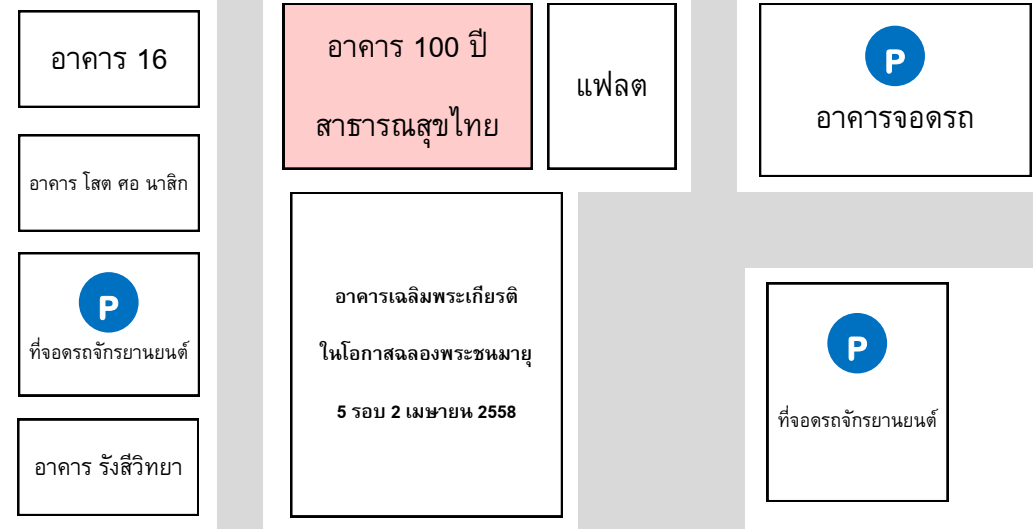 อาคาร 16
อาคาร โสต ศอ นาสิก
P
ที่จอดรถจักรยานยนต์
อาคาร รังสีวิทยา
อาคาร 100 ปี
สาธารณสุขไทย
แฟลต
อาคารเฉลิมพระเกียรติ
ในโอกาสฉลองพระชนมายุ
5 รอบ 2 เมษายน 2558
P
อาคารจอดรถ
P
ที่จอดรถจักรยานยนต์